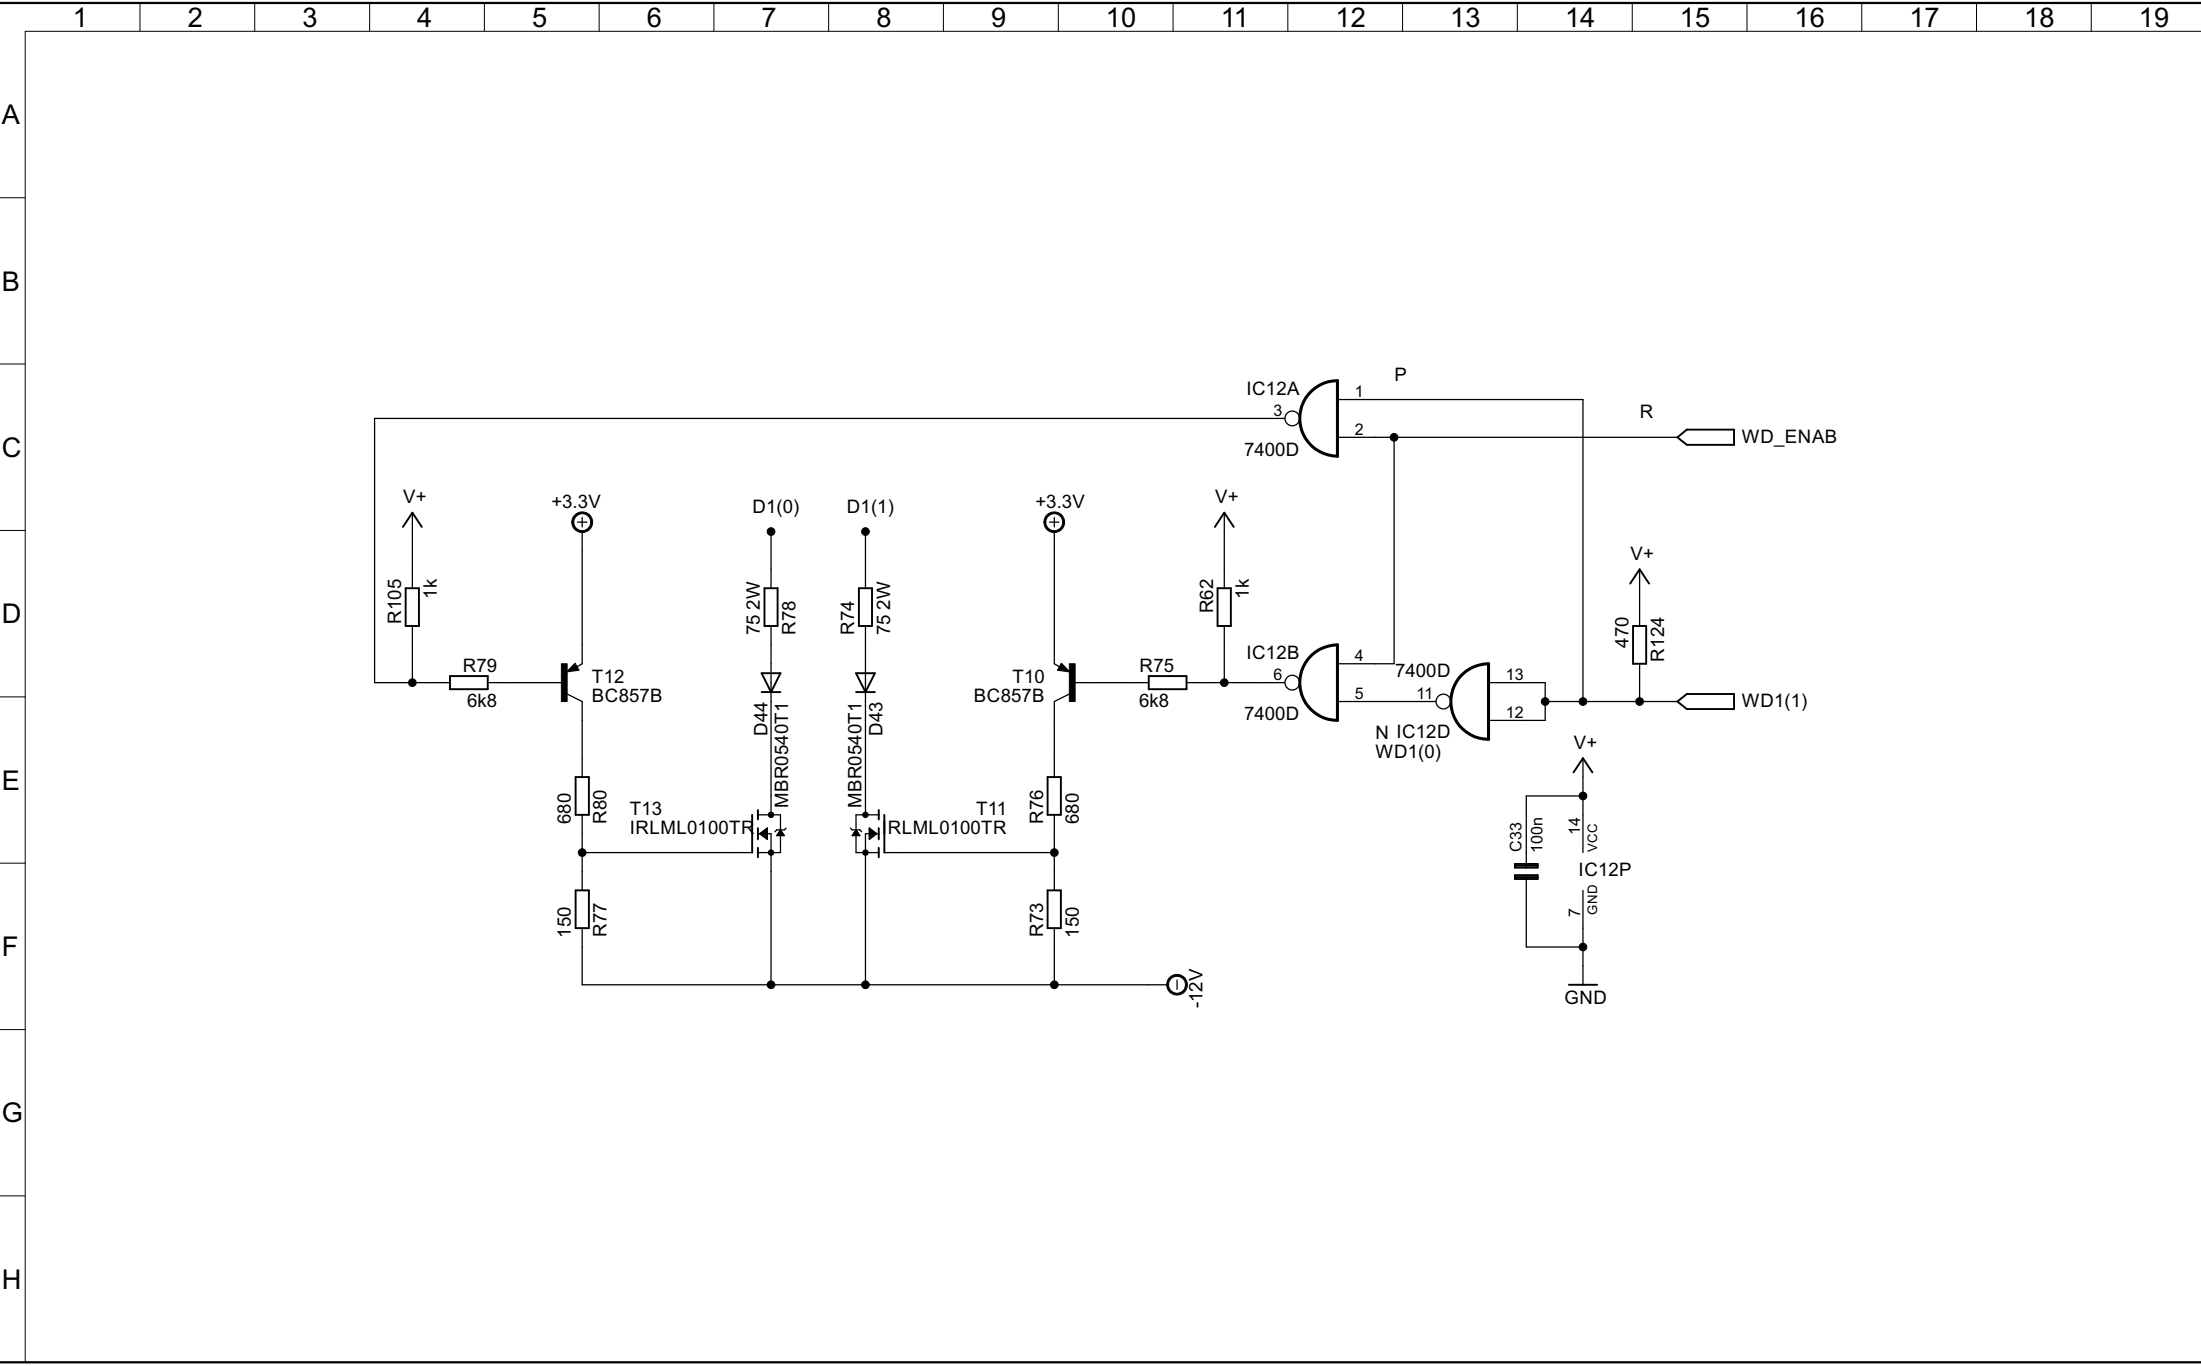 1 2 3 4 5 6 7 8 9 10 11 12 13 14 15 16 17 18 19
A
B
C
D
E
F
G
H
P
IC12A
1
3
R
2
WD_ENAB
7400D
V+
+3.3V
D1(0)
D1(1)
+3.3V
V+
V+
R105
1k
75 2W
R78
R74
75 2W
R62
1k
470
R124
R79
6k8
T12
BC857B
T10
BC857B
R75
6k8
IC12B
4
6
5
7400D
7400D
13
11
12
WD1(1)
N IC12D
WD1(0)
D44
MBR0540T1
MBR0540T1
D43
V+
680
R80
T13
IRLML0100TR
T11
IRLML0100TR
R76
680
C33
100n
14
VCC
IC12P
7
GND
150
R77
R73
150
-12V
GND